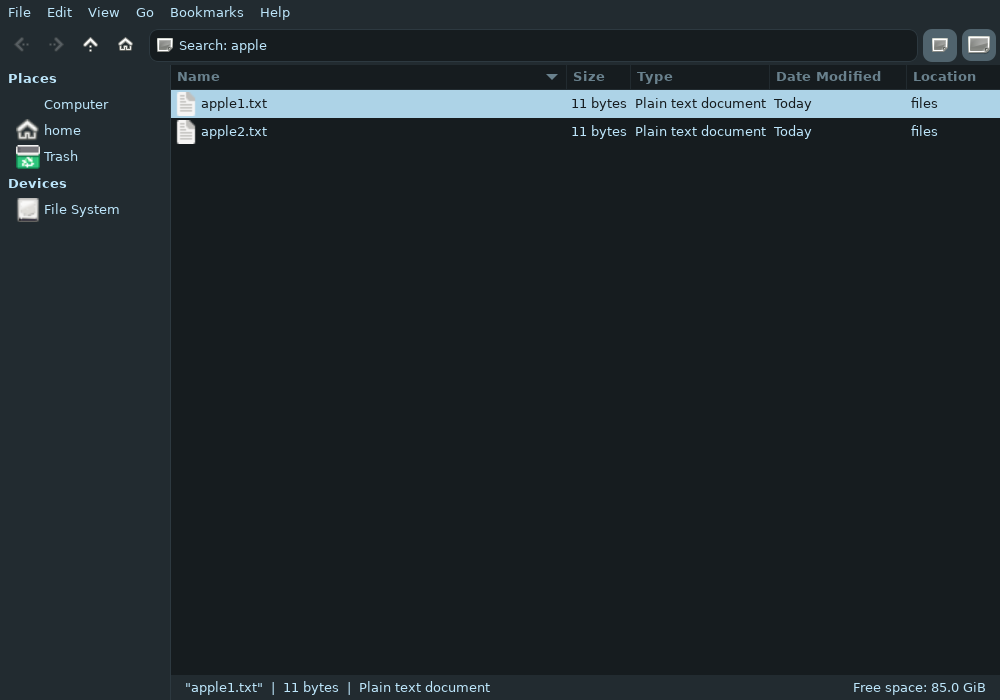 File Edit View Go Bookmarks Help
Search: apple
Places
Computer
home
Trash
Devices
File System
Name Size Type Date Modified Location
apple1.txt 11 bytes Plain text document Today files
apple2.txt 11 bytes Plain text document Today files
"apple1.txt" | 11 bytes | Plain text document Free space: 85.0 GiB